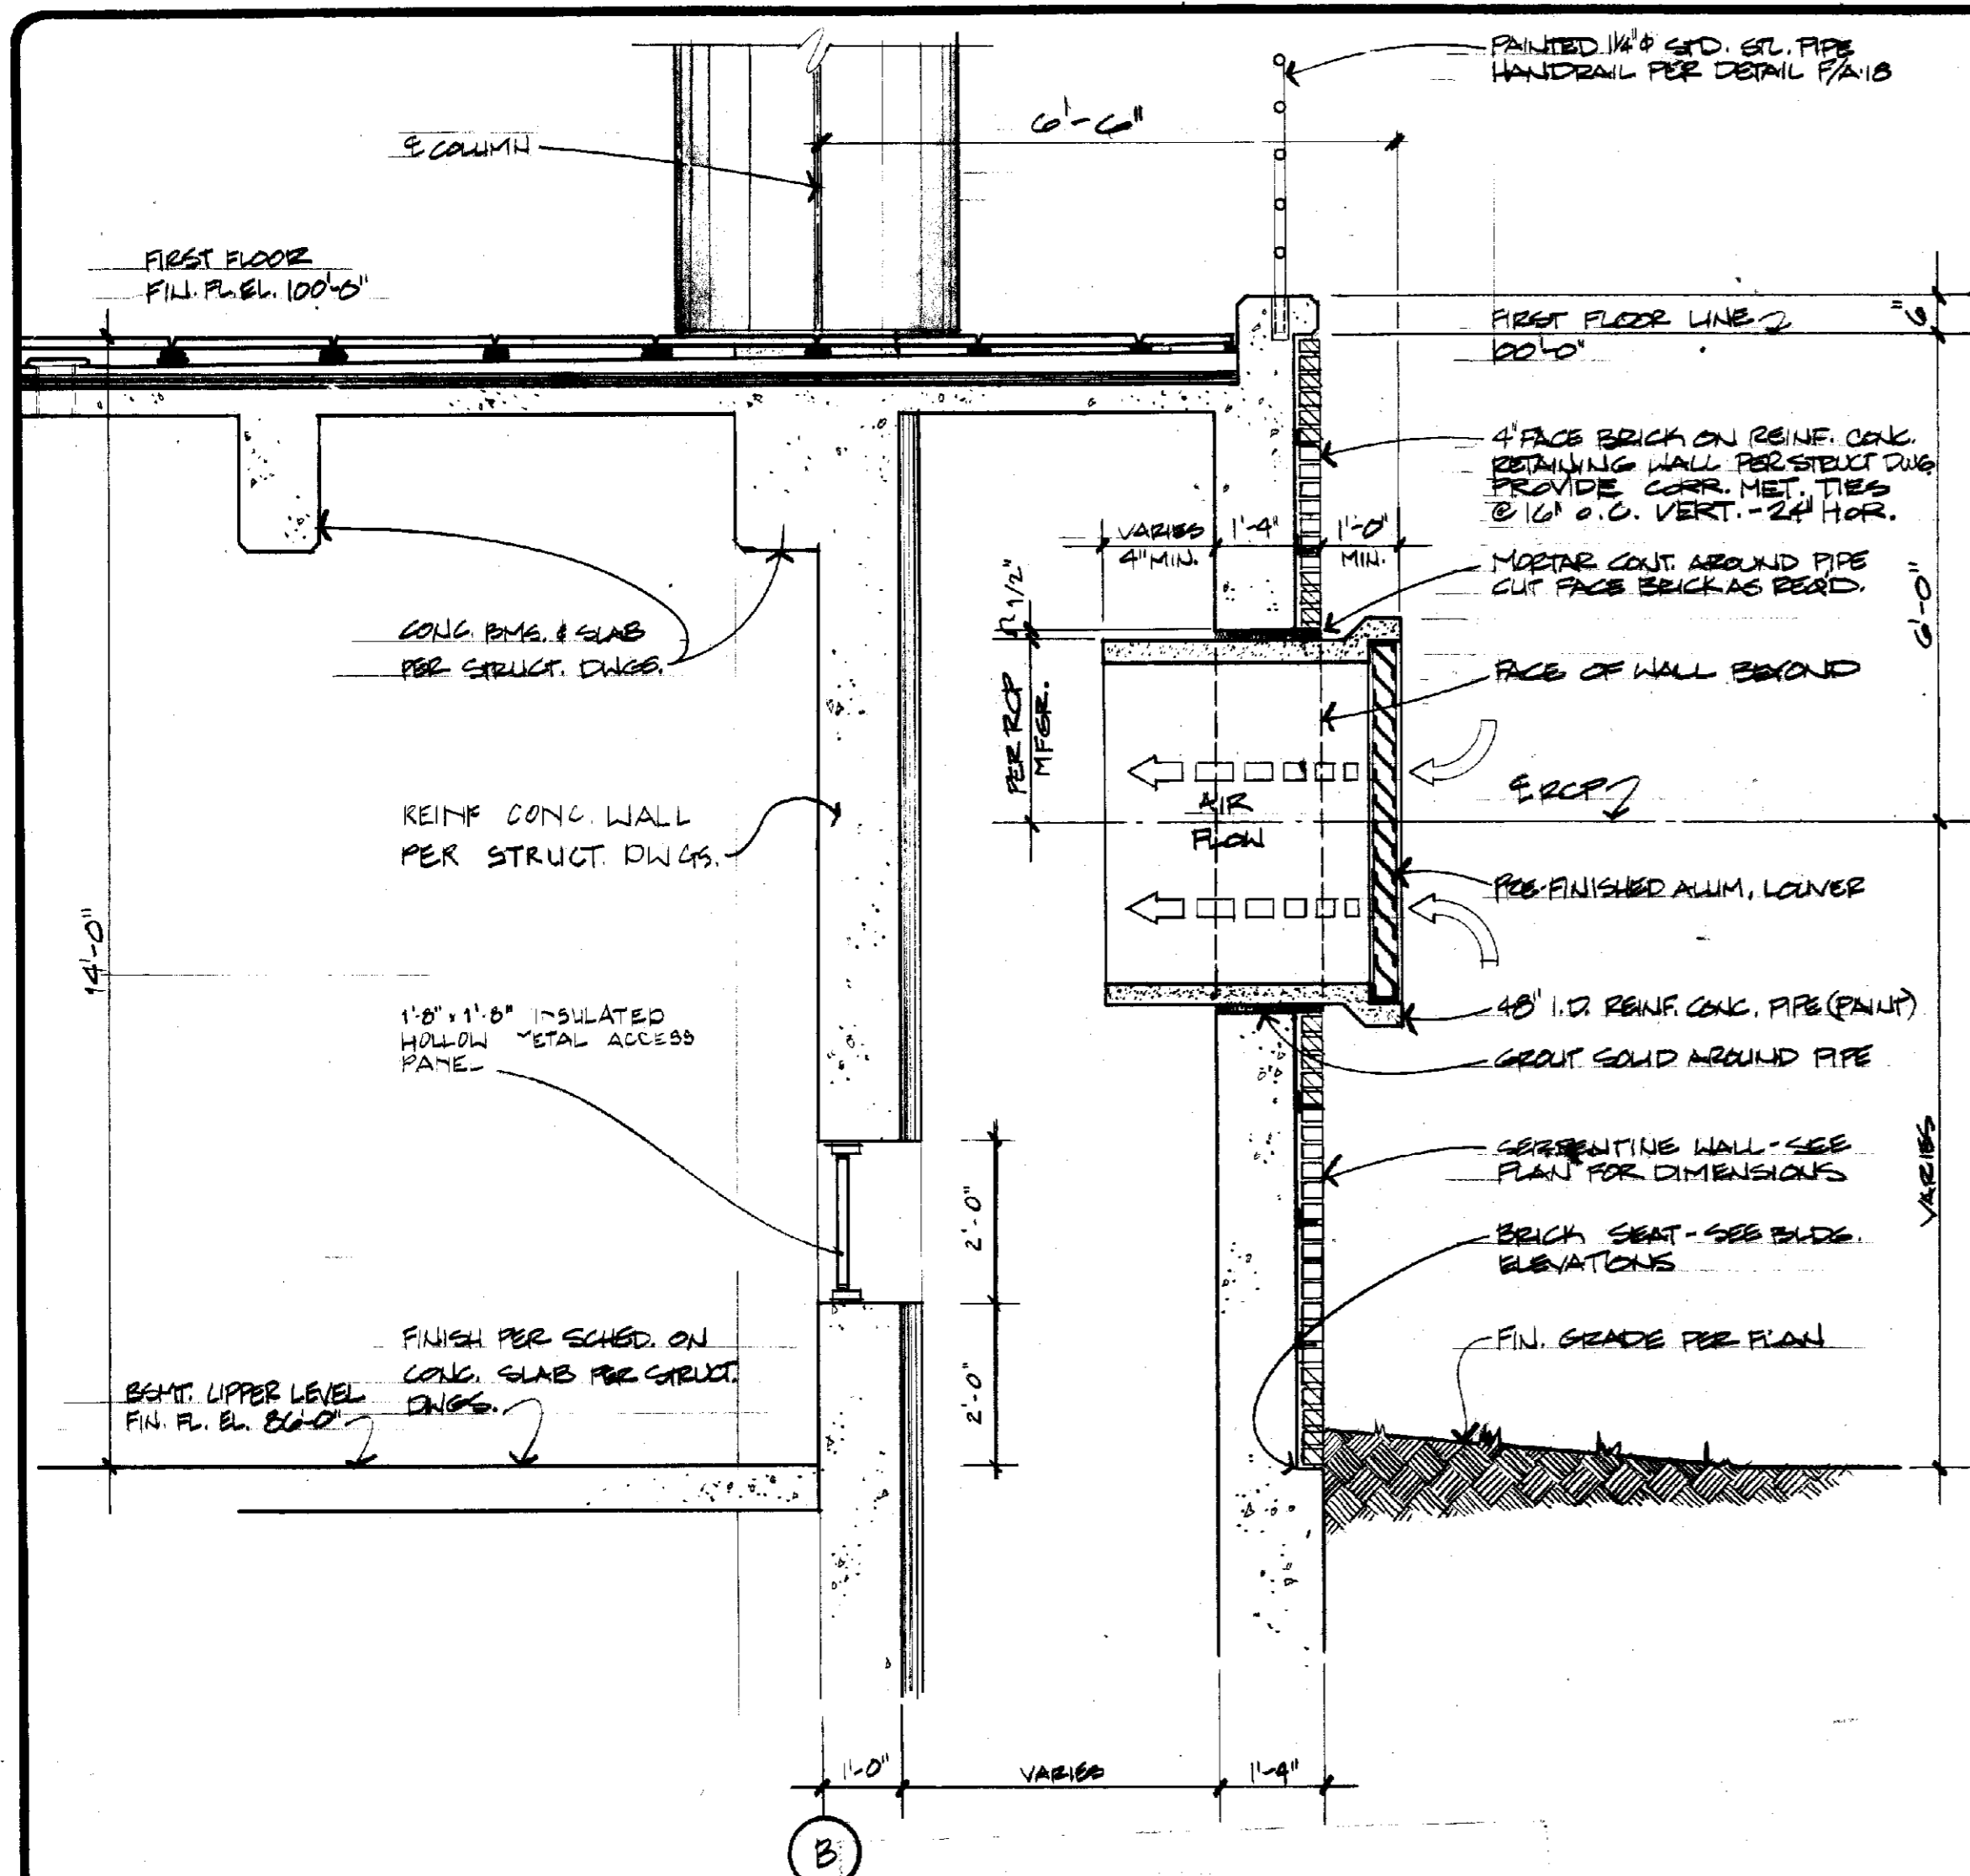 PAINTED 1¼"⌀ STD. STL. PIPE
HANDRAIL PER DETAIL F/A·18
6'-6"
℄ COLUMN
FIRST FLOOR
FIN. FL. EL. 100'-0"
6"
FIRST FLOOR LINE
100'-0"
4" FACE BRICK ON REINF. CONC.
RETAINING WALL PER STRUCT DWG
PROVIDE CORR. MET. TIES
@ 16" O.C. VERT. - 24" HOR.
VARIES
4" MIN.
1'-4"
1'-0"
MIN.
MORTAR CONT. AROUND PIPE
CUT FACE BRICK AS REQ'D.
1/2"
6'-0"
CONC. BMS. & SLAB
PER STRUCT. DWGS.
FACE OF WALL BEYOND
PER RCP
MFGR.
AIR
FLOW
℄ RCP
REINF CONC. WALL
PER STRUCT. DWGS.
PRE-FINISHED ALUM. LOUVER
14'-0"
48" I.D. REINF. CONC. PIPE (PAINT)
1'-8" x 1'-8" INSULATED
HOLLOW METAL ACCESS
PANEL
GROUT SOLID AROUND PIPE
SERPENTINE WALL - SEE
PLAN FOR DIMENSIONS
VARIES
2'-0"
BRICK SEAT - SEE BLDG.
ELEVATIONS
FINISH PER SCHED. ON
CONC. SLAB PER STRUCT.
DWGS.
FIN. GRADE PER PLAN
BSMT. UPPER LEVEL
FIN. FL. EL. 86'-0"
2'-0"
1'-0"
VARIES
1'-4"
B